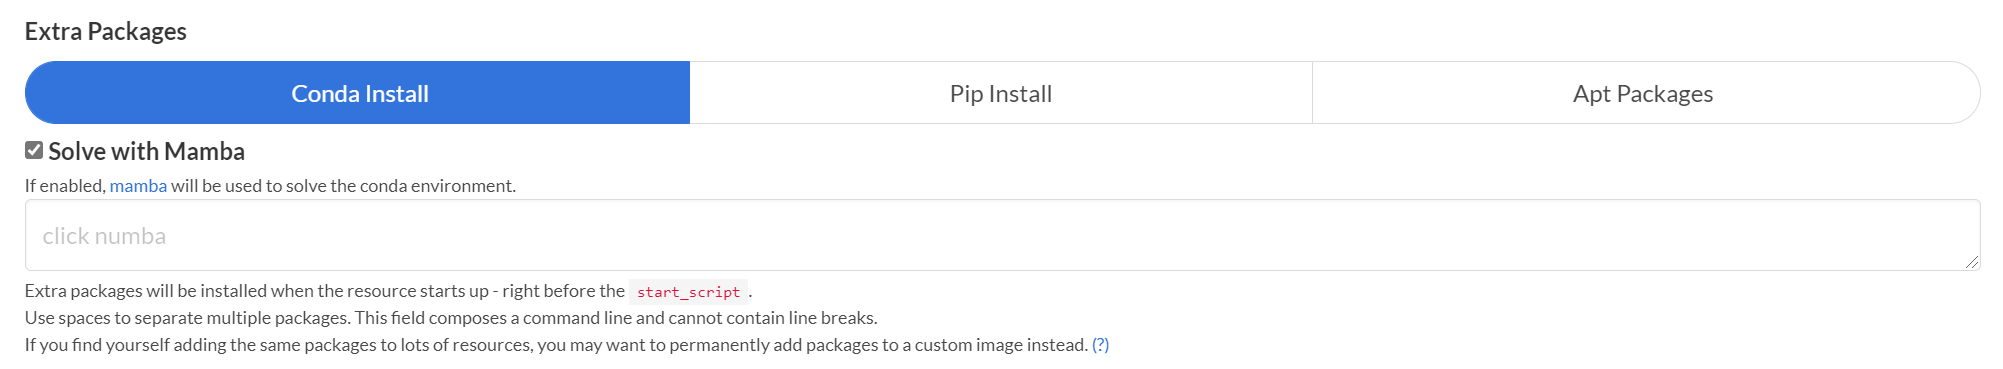 Extra Packages
Conda Install
Pip Install
Apt Packages
Solve with Mamba
If enabled, mamba will be used to solve the conda environment.
click numba
Extra packages will be installed when the resource starts up - right before the start_script.
Use spaces to separate multiple packages. This field composes a command line and cannot contain line breaks.
If you find yourself adding the same packages to lots of resources, you may want to permanently add packages to a custom image instead. (?)